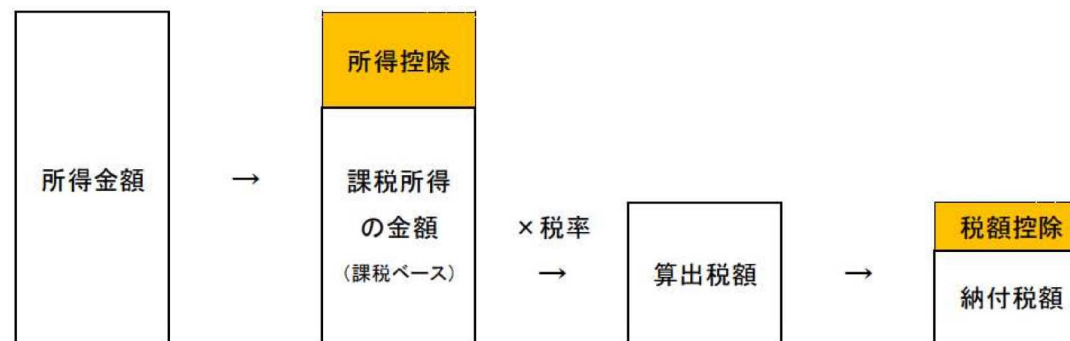 所得金額
→
所得控除
課税所得
の金額
（課税ベース）
×税率
→
算出税額
→
税額控除
納付税額